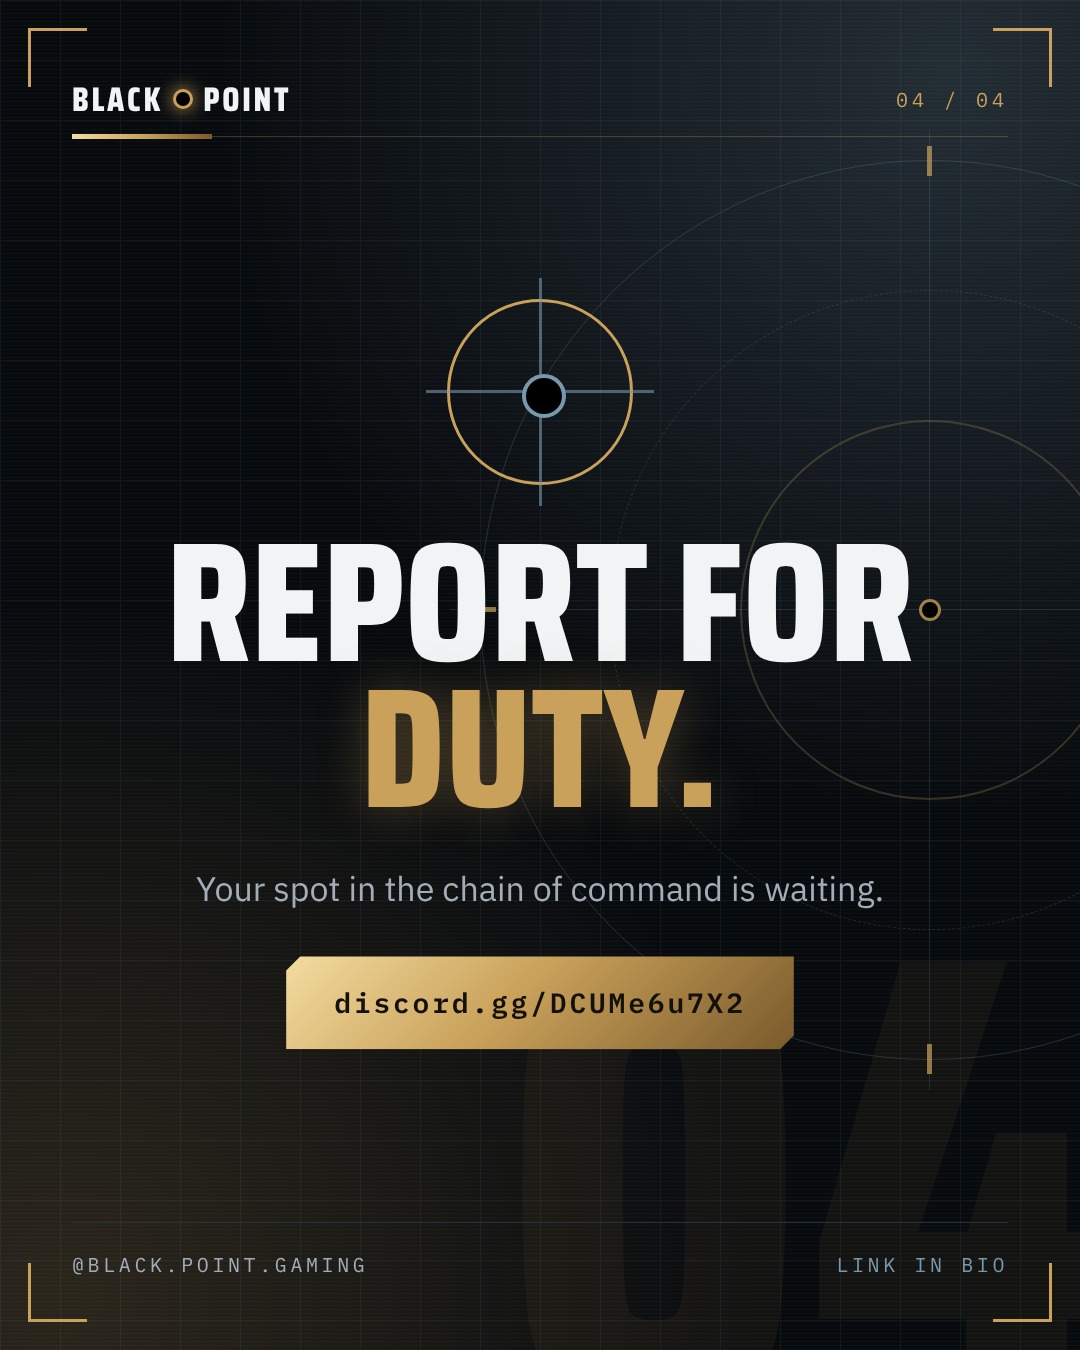 BLACK POINT
04 / 04
REPORT FOR
DUTY.
Your spot in the chain of command is waiting.
discord.gg/DCUMe6u7X2
04
@BLACK.POINT.GAMING
LINK IN BIO